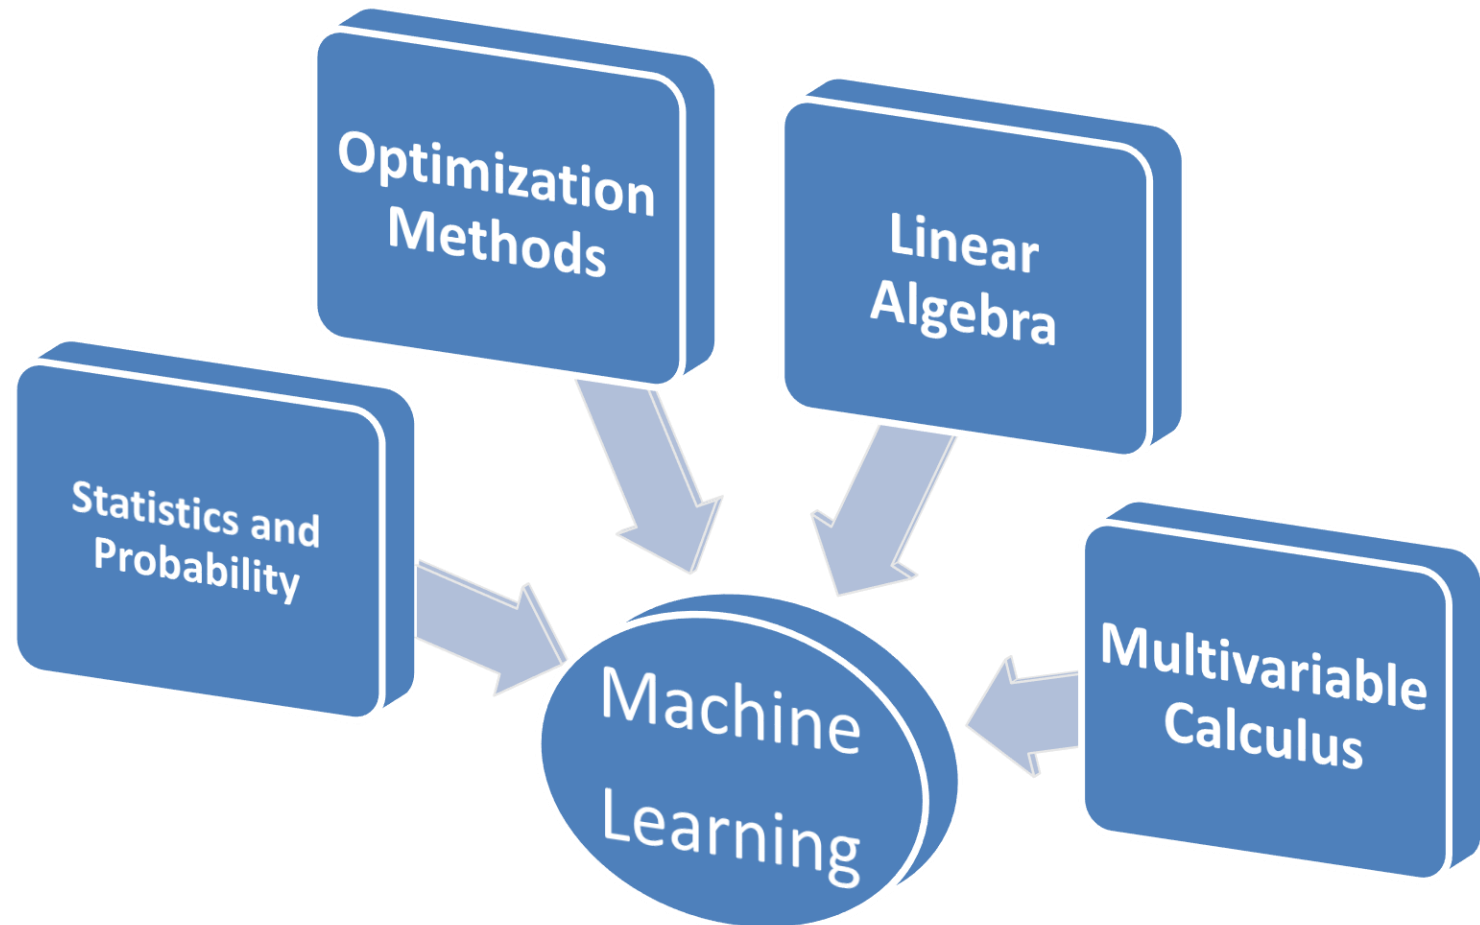 Optimization
Methods
Linear
Algebra
Statistics and
Probability
Multivariable
Calculus
Machine
Learning